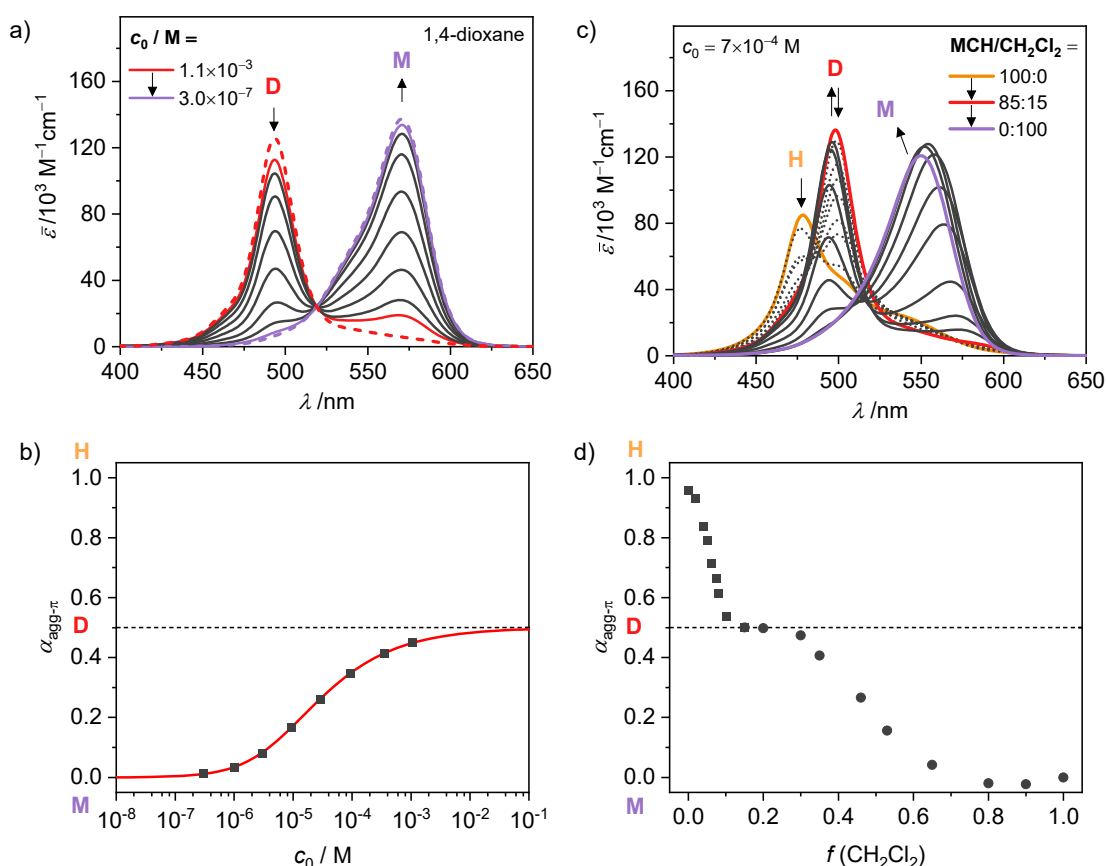 a)
c₀ / M =
1,4-dioxane
1.1×10⁻³
3.0×10⁻⁷
D
M
160
120
80
40
0
ε̄ /10³ M⁻¹cm⁻¹
400 450 500 550 600 650
λ /nm
c)
c₀ = 7×10⁻⁴ M
MCH/CH₂Cl₂ =
100:0
85:15
0:100
H
D
M
160
120
80
40
0
ε̄ /10³ M⁻¹cm⁻¹
400 450 500 550 600 650
λ /nm
b)
H
1.0
0.8
0.6
D
0.4
0.2
0.0
M
α agg-π
10⁻⁸ 10⁻⁷ 10⁻⁶ 10⁻⁵ 10⁻⁴ 10⁻³ 10⁻² 10⁻¹
c₀ / M
d)
H
1.0
0.8
0.6
D
0.4
0.2
0.0
M
α agg-π
0.0 0.2 0.4 0.6 0.8 1.0
f (CH₂Cl₂)